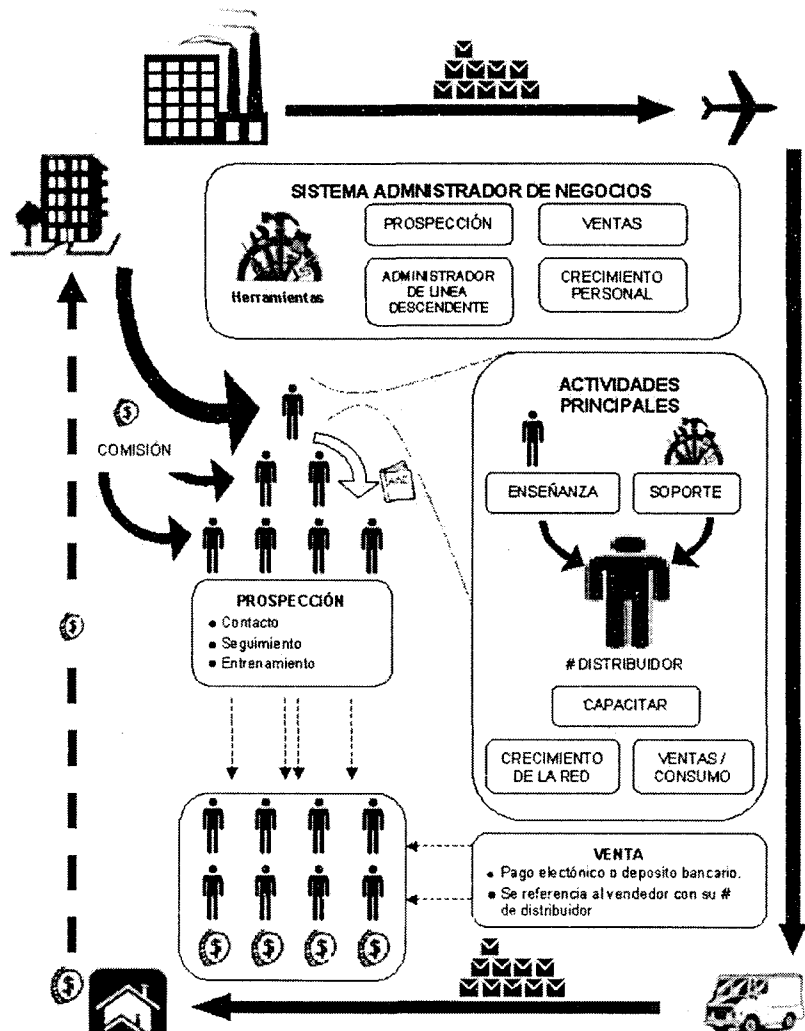 SISTEMA ADMNISTRADOR DE NEGOCIOS
Herramientas
PROSPECCIÓN
VENTAS
ADMINISTRADOR
DE LINEA
DESCENDENTE
CRECIMIENTO
PERSONAL
$
COMISIÓN
ACTIVIDADES
PRINCIPALES
ENSEÑANZA
SOPORTE
# DISTRIBUIDOR
CAPACITAR
CRECIMIENTO
DE LA RED
VENTAS /
CONSUMO
PROSPECCIÓN
• Contacto
• Seguimiento
• Entrenamiento
$
VENTA
• Pago electónico o deposito bancario.
• Se referencia al vendedor con su #
de distribuidor
$ $ $ $
$